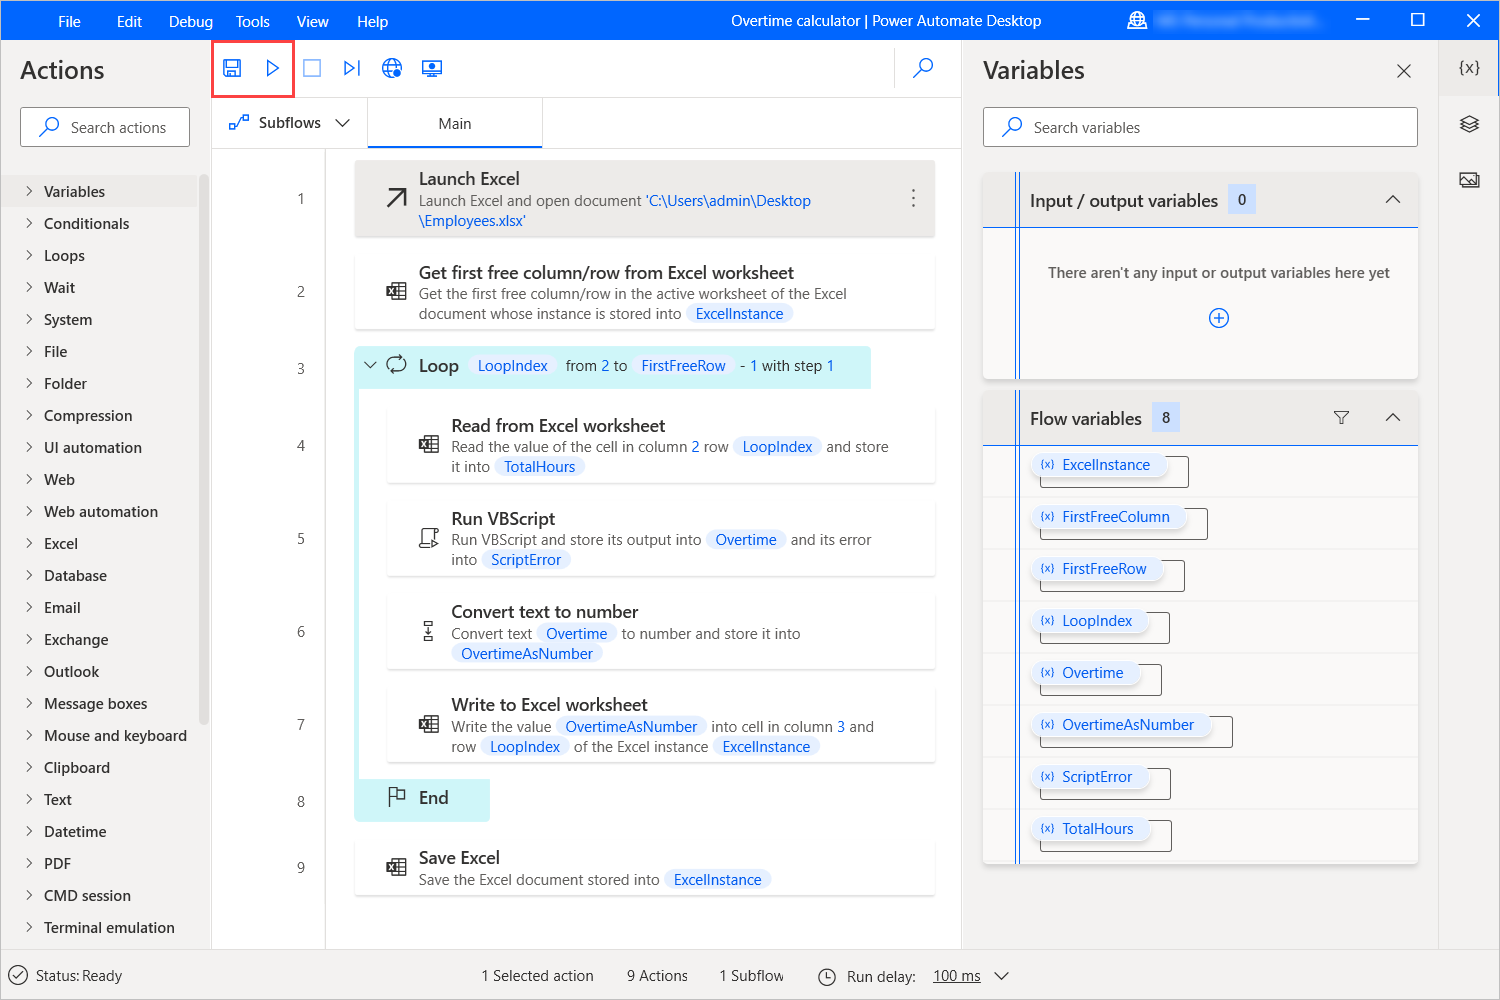 File Edit Debug Tools View Help
Overtime calculator | Power Automate Desktop
Actions
Search actions
Variables
Conditionals
Loops
Wait
System
File
Folder
Compression
UI automation
Web
Web automation
Excel
Database
Email
Exchange
Outlook
Message boxes
Mouse and keyboard
Clipboard
Text
Datetime
PDF
CMD session
Terminal emulation
Subflows
Main
1
Launch Excel
Launch Excel and open document 'C:\Users\admin\Desktop
\Employees.xlsx'
2
Get first free column/row from Excel worksheet
Get the first free column/row in the active worksheet of the Excel
document whose instance is stored into ExcelInstance
3
Loop LoopIndex from 2 to FirstFreeRow - 1 with step 1
4
Read from Excel worksheet
Read the value of the cell in column 2 row LoopIndex and store
it into TotalHours
5
Run VBScript
Run VBScript and store its output into Overtime and its error
into ScriptError
6
Convert text to number
Convert text Overtime to number and store it into
OvertimeAsNumber
7
Write to Excel worksheet
Write the value OvertimeAsNumber into cell in column 3 and
row LoopIndex of the Excel instance ExcelInstance
8
End
9
Save Excel
Save the Excel document stored into ExcelInstance
Variables
{x}
Search variables
Input / output variables 0
There aren't any input or output variables here yet
Flow variables 8
{x} ExcelInstance
{x} FirstFreeColumn
{x} FirstFreeRow
{x} LoopIndex
{x} Overtime
{x} OvertimeAsNumber
{x} ScriptError
{x} TotalHours
Status: Ready
1 Selected action
9 Actions
1 Subflow
Run delay: 100 ms